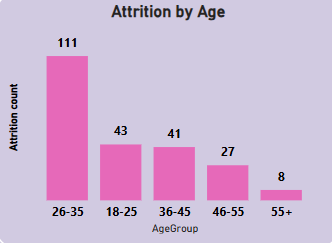 Attrition by Age
Attrition count
111
43
41
27
8
26-35 18-25 36-45 46-55 55+
AgeGroup